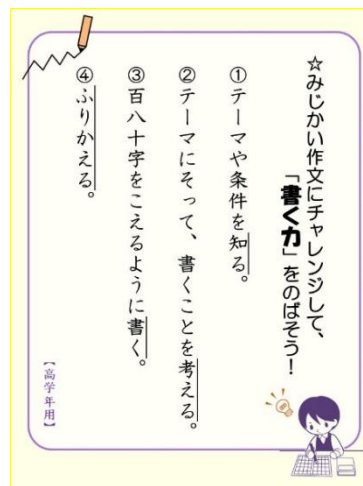 ☆みじかい作文にチャレンジして、
「書く力」をのばそう！
①テーマや条件を知る。
②テーマにそって、書くことを考える。
③百八十字をこえるように書く。
④ふりかえる。
【高学年用】